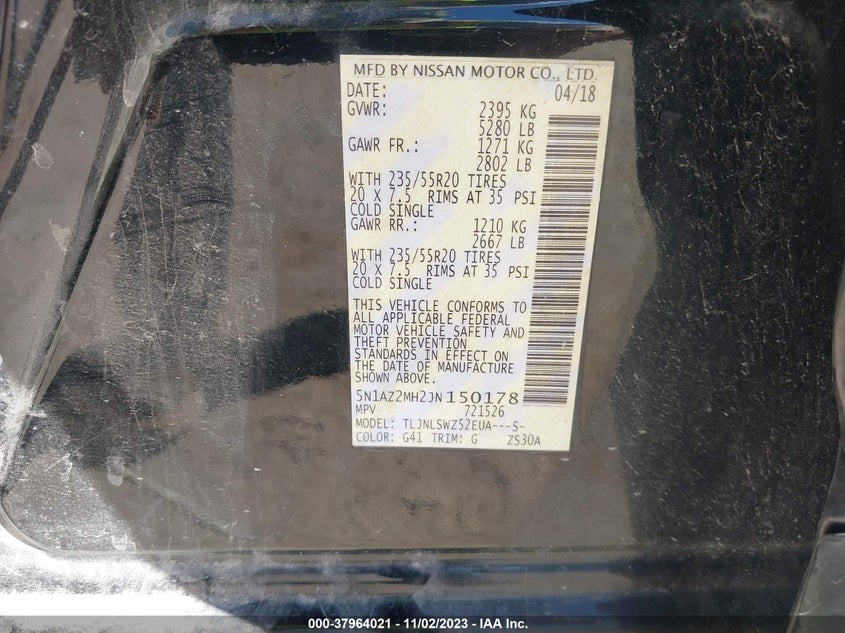 MFD BY NISSAN MOTOR CO., LTD.
DATE: 04/18
GVWR: 2395 KG
5280 LB
GAWR FR.: 1271 KG
2802 LB
WITH 235/55R20 TIRES
20 X 7.5 RIMS AT 35 PSI
COLD SINGLE
GAWR RR.: 1210 KG
2667 LB
WITH 235/55R20 TIRES
20 X 7.5 RIMS AT 35 PSI
COLD SINGLE
THIS VEHICLE CONFORMS TO
ALL APPLICABLE FEDERAL
MOTOR VEHICLE SAFETY AND
THEFT PREVENTION
STANDARDS IN EFFECT ON
THE DATE OF MANUFACTURE
SHOWN ABOVE.
5N1AZ2MH2JN150178
MPV 721526
MODEL: TLJNLSWZ52EUA---S-
COLOR: G41 TRIM: G ZS30A
000-37964021 - 11/02/2023 - IAA Inc.